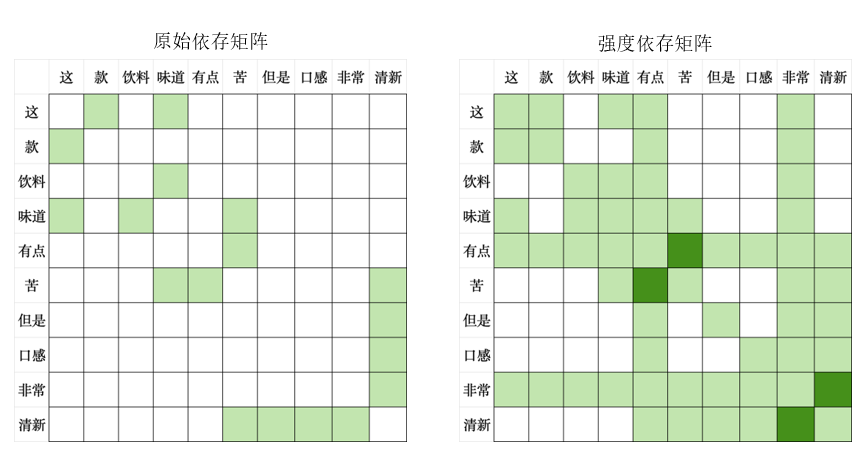 原始依存矩阵
这 款 饮料 味道 有点 苦 但是 口感 非常 清新
这
款
饮料
味道
有点
苦
但是
口感
非常
清新
强度依存矩阵
这 款 饮料 味道 有点 苦 但是 口感 非常 清新
这
款
饮料
味道
有点
苦
但是
口感
非常
清新